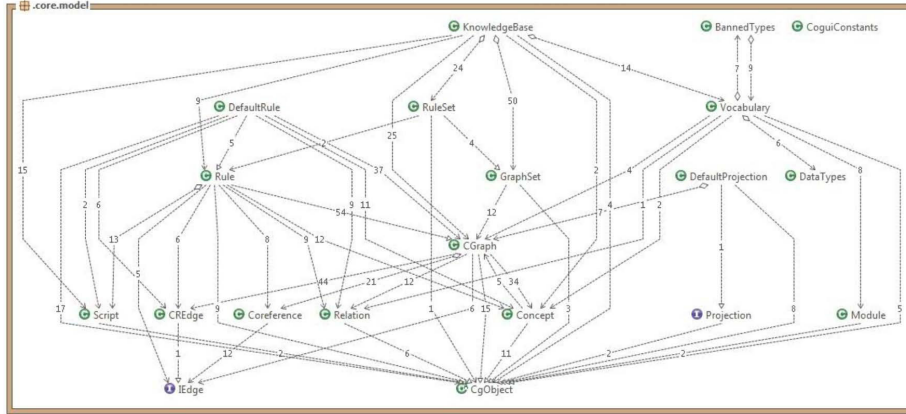 .core.model
KnowledgeBase
BannedTypes
CoguiConstants
24
14
7
9
9
DefaultRule
RuleSet
50
Vocabulary
25
5
2
4
6
15
37
2
4
8
Rule
GraphSet
DefaultProjection
DataTypes
2
6
54
9
11
12
4
7
1
2
13
6
8
9
12
CGraph
1
5
44
21
12
5
34
17
Script
CREdge
Coreference
9
Relation
1
6
15
Concept
3
Projection
8
Module
5
1
12
2
6
11
2
2
IEdge
CgObject